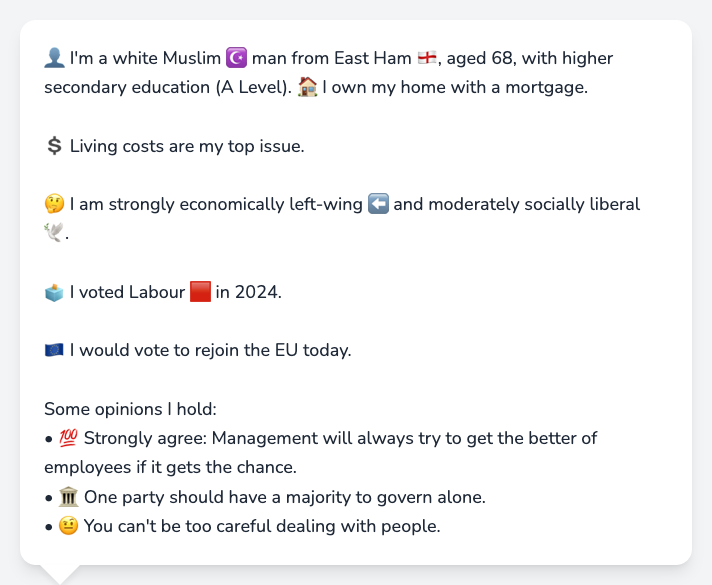 👤 I'm a white Muslim ☪️ man from East Ham 🏴󠁧󠁢󠁥󠁮󠁧󠁿, aged 68, with higher
secondary education (A Level). 🏠 I own my home with a mortgage.
💲 Living costs are my top issue.
🤔 I am strongly economically left-wing ⬅️ and moderately socially liberal
🕊️.
🗳️ I voted Labour 🟥 in 2024.
🇪🇺 I would vote to rejoin the EU today.
Some opinions I hold:
• 💯 Strongly agree: Management will always try to get the better of
employees if it gets the chance.
• 🏛️ One party should have a majority to govern alone.
• 🤨 You can't be too careful dealing with people.